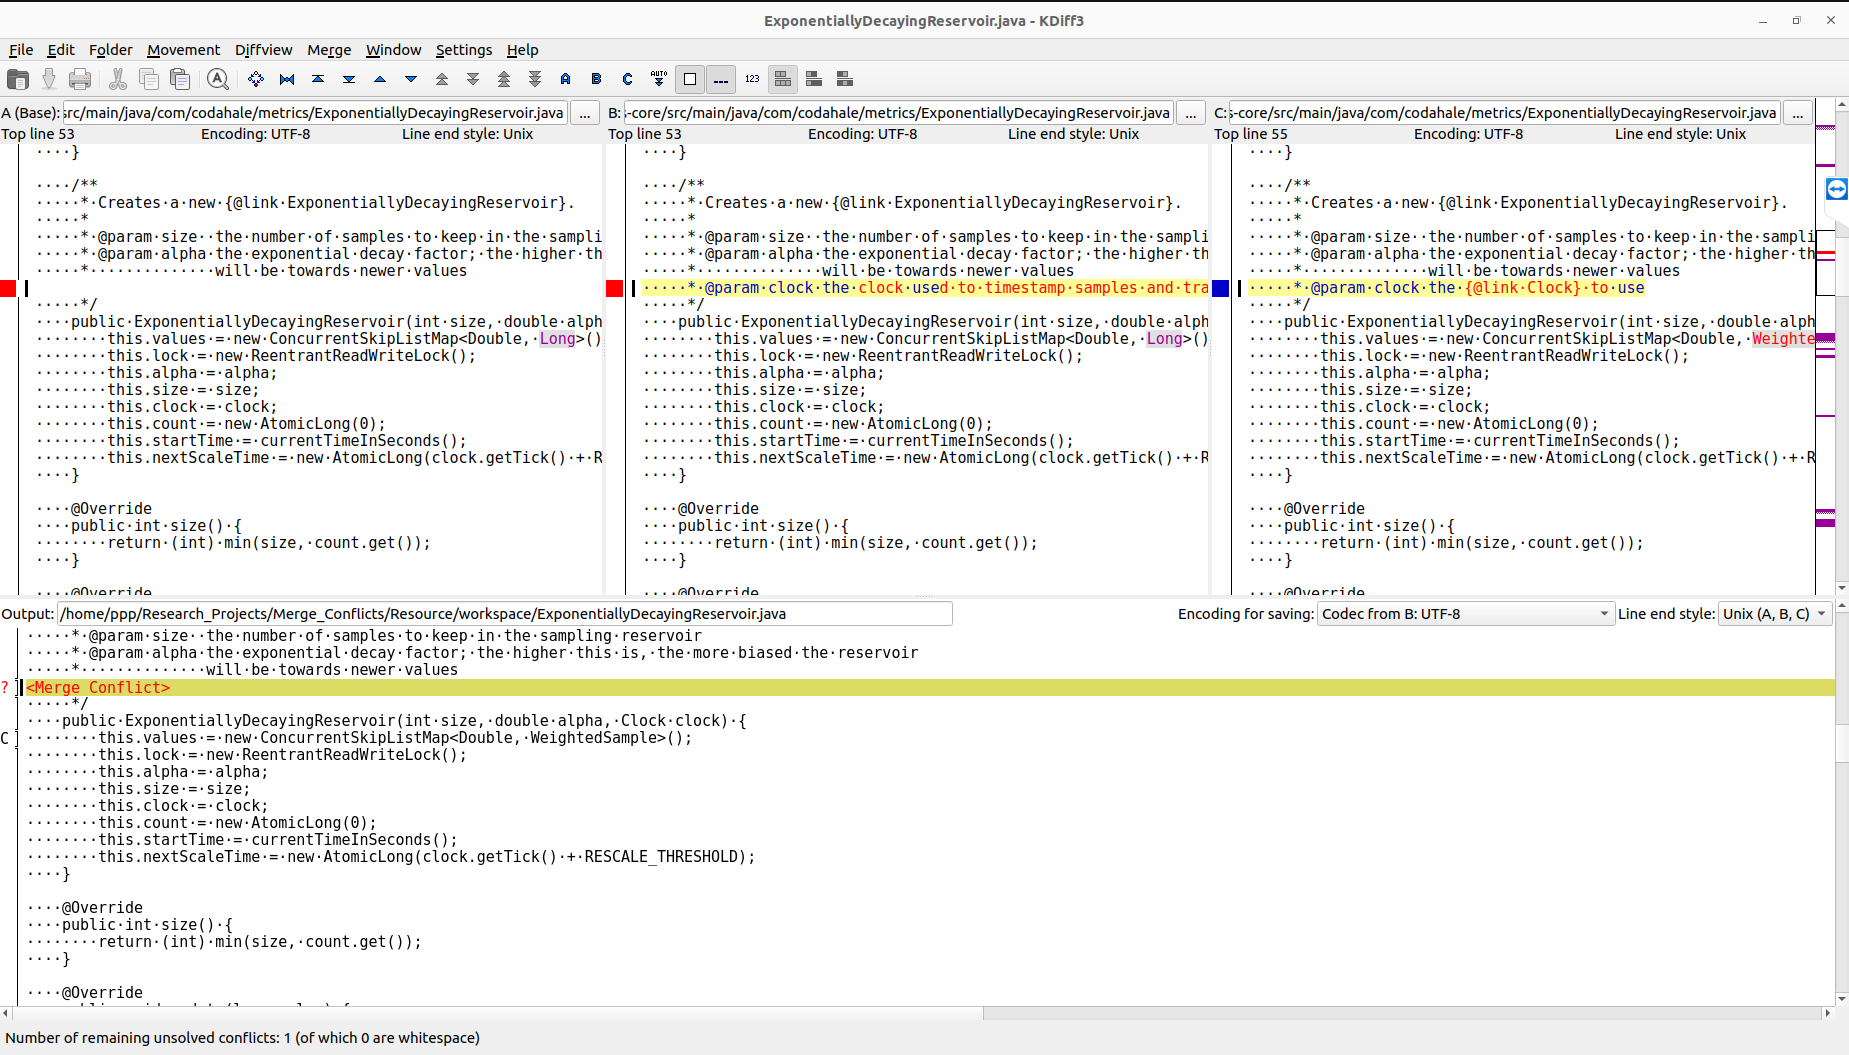 ExponentiallyDecayingReservoir.java - KDiff3
File Edit Folder Movement Diffview Merge Window Settings Help
A B C AUTO 123
A (Base): src/main/java/com/codahale/metrics/ExponentiallyDecayingReservoir.java ...
Top line 53 Encoding: UTF-8 Line end style: Unix
····}
····/**
·····*·Creates·a·new·{@link·ExponentiallyDecayingReservoir}.
·····*
·····*·@param·size··the·number·of·samples·to·keep·in·the·sampli
·····*·@param·alpha·the·exponential·decay·factor;·the·higher·th
·····*··············will·be·towards·newer·values
·····*/
····public·ExponentiallyDecayingReservoir(int·size,·double·alph
········this.values·=·new·ConcurrentSkipListMap<Double,·Long>()
········this.lock·=·new·ReentrantReadWriteLock();
········this.alpha·=·alpha;
········this.size·=·size;
········this.clock·=·clock;
········this.count·=·new·AtomicLong(0);
········this.startTime·=·currentTimeInSeconds();
········this.nextScaleTime·=·new·AtomicLong(clock.getTick()·+·R
····}
····@Override
····public·int·size()·{
········return·(int)·min(size,·count.get());
····}
····@Override
B: s-core/src/main/java/com/codahale/metrics/ExponentiallyDecayingReservoir.java ...
Top line 53 Encoding: UTF-8 Line end style: Unix
····}
····/**
·····*·Creates·a·new·{@link·ExponentiallyDecayingReservoir}.
·····*
·····*·@param·size··the·number·of·samples·to·keep·in·the·sampli
·····*·@param·alpha·the·exponential·decay·factor;·the·higher·th
·····*··············will·be·towards·newer·values
·····*·@param·clock·the·clock·used·to·timestamp·samples·and·tra
·····*/
····public·ExponentiallyDecayingReservoir(int·size,·double·alph
········this.values·=·new·ConcurrentSkipListMap<Double,·Long>()
········this.lock·=·new·ReentrantReadWriteLock();
········this.alpha·=·alpha;
········this.size·=·size;
········this.clock·=·clock;
········this.count·=·new·AtomicLong(0);
········this.startTime·=·currentTimeInSeconds();
········this.nextScaleTime·=·new·AtomicLong(clock.getTick()·+·R
····}
····@Override
····public·int·size()·{
········return·(int)·min(size,·count.get());
····}
····@Override
C: s-core/src/main/java/com/codahale/metrics/ExponentiallyDecayingReservoir.java ...
Top line 55 Encoding: UTF-8 Line end style: Unix
····}
····/**
·····*·Creates·a·new·{@link·ExponentiallyDecayingReservoir}.
·····*
·····*·@param·size··the·number·of·samples·to·keep·in·the·sampli
·····*·@param·alpha·the·exponential·decay·factor;·the·higher·th
·····*··············will·be·towards·newer·values
·····*·@param·clock·the·{@link·Clock}·to·use
·····*/
····public·ExponentiallyDecayingReservoir(int·size,·double·alph
········this.values·=·new·ConcurrentSkipListMap<Double,·Weighte
········this.lock·=·new·ReentrantReadWriteLock();
········this.alpha·=·alpha;
········this.size·=·size;
········this.clock·=·clock;
········this.count·=·new·AtomicLong(0);
········this.startTime·=·currentTimeInSeconds();
········this.nextScaleTime·=·new·AtomicLong(clock.getTick()·+·R
····}
····@Override
····public·int·size()·{
········return·(int)·min(size,·count.get());
····}
····@Override
Output: /home/ppp/Research_Projects/Merge_Conflicts/Resource/workspace/ExponentiallyDecayingReservoir.java Encoding for saving: Codec from B: UTF-8 Line end style: Unix (A, B, C)
·····*·@param·size··the·number·of·samples·to·keep·in·the·sampling·reservoir
·····*·@param·alpha·the·exponential·decay·factor;·the·higher·this·is,·the·more·biased·the·reservoir
·····*··············will·be·towards·newer·values
? <Merge Conflict>
·····*/
····public·ExponentiallyDecayingReservoir(int·size,·double·alpha,·Clock·clock)·{
C ········this.values·=·new·ConcurrentSkipListMap<Double,·WeightedSample>();
········this.lock·=·new·ReentrantReadWriteLock();
········this.alpha·=·alpha;
········this.size·=·size;
········this.clock·=·clock;
········this.count·=·new·AtomicLong(0);
········this.startTime·=·currentTimeInSeconds();
········this.nextScaleTime·=·new·AtomicLong(clock.getTick()·+·RESCALE_THRESHOLD);
····}
····@Override
····public·int·size()·{
········return·(int)·min(size,·count.get());
····}
····@Override
Number of remaining unsolved conflicts: 1 (of which 0 are whitespace)